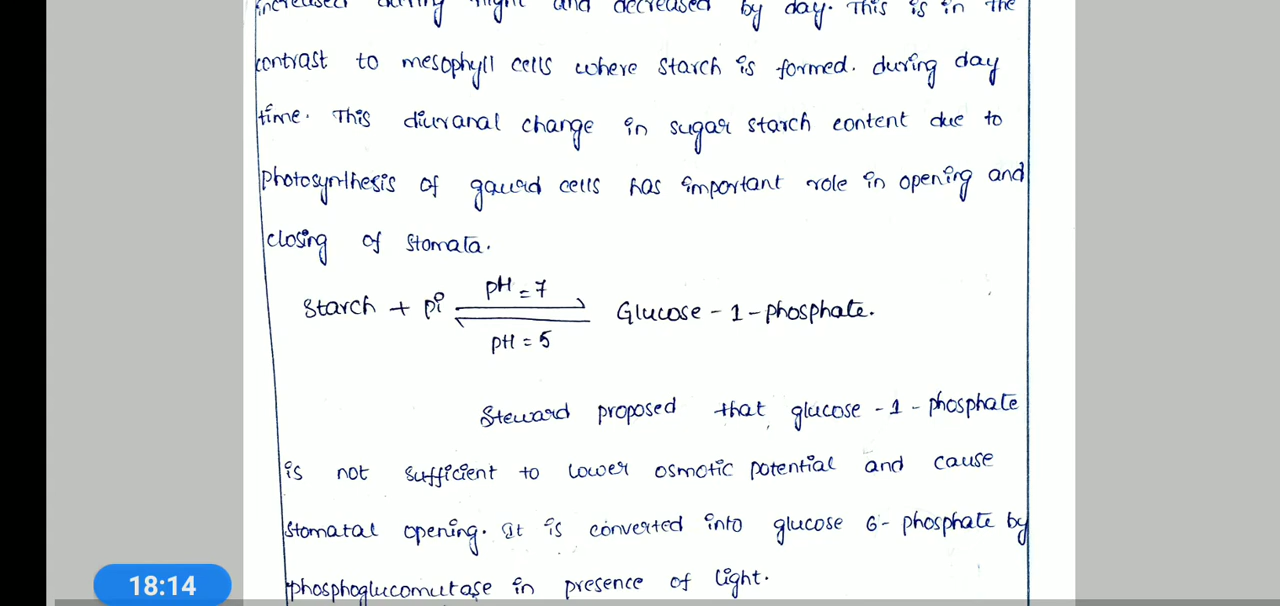 increased during night and decreased by day. This is in the
contrast to mesophyll cells where starch is formed. during day
time. This diuranal change in sugar starch content due to
photosynthesis of gaurd cells has important role in opening and
closing of stomata.
Starch + Pi pH = 7 Glucose - 1 - phosphate.
pH = 5
Steward proposed that glucose - 1 - phosphate
is not sufficient to lower osmotic potential and cause
stomatal opening. It is converted into glucose 6 - phosphate by
phosphoglucomutase in presence of light.
18:14